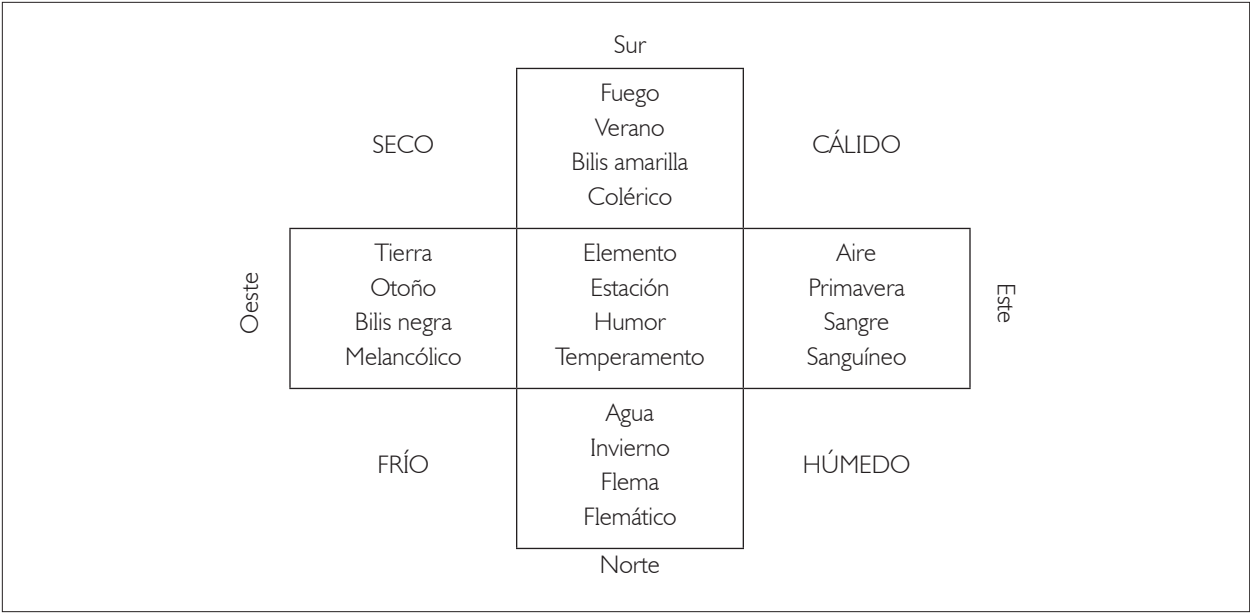 Sur
Fuego
Verano
Bilis amarilla
Colérico
SECO
CÁLIDO
Oeste
Tierra
Otoño
Bilis negra
Melancólico
Elemento
Estación
Humor
Temperamento
Aire
Primavera
Sangre
Sanguíneo
Este
FRÍO
HÚMEDO
Agua
Invierno
Flema
Flemático
Norte